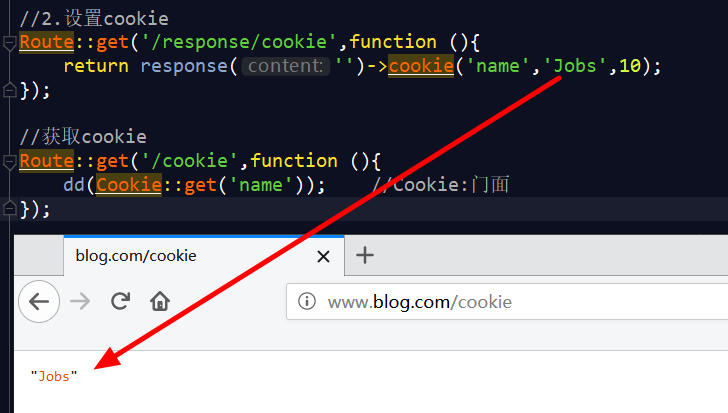 //2.设置cookie
Route::get('/response/cookie',function (){
    return response( content: '')->cookie('name','Jobs',10);
});
//获取cookie
Route::get('/cookie',function (){
    dd(Cookie::get('name'));    //Cookie:门面
});
blog.com/cookie
www.blog.com/cookie
"Jobs"